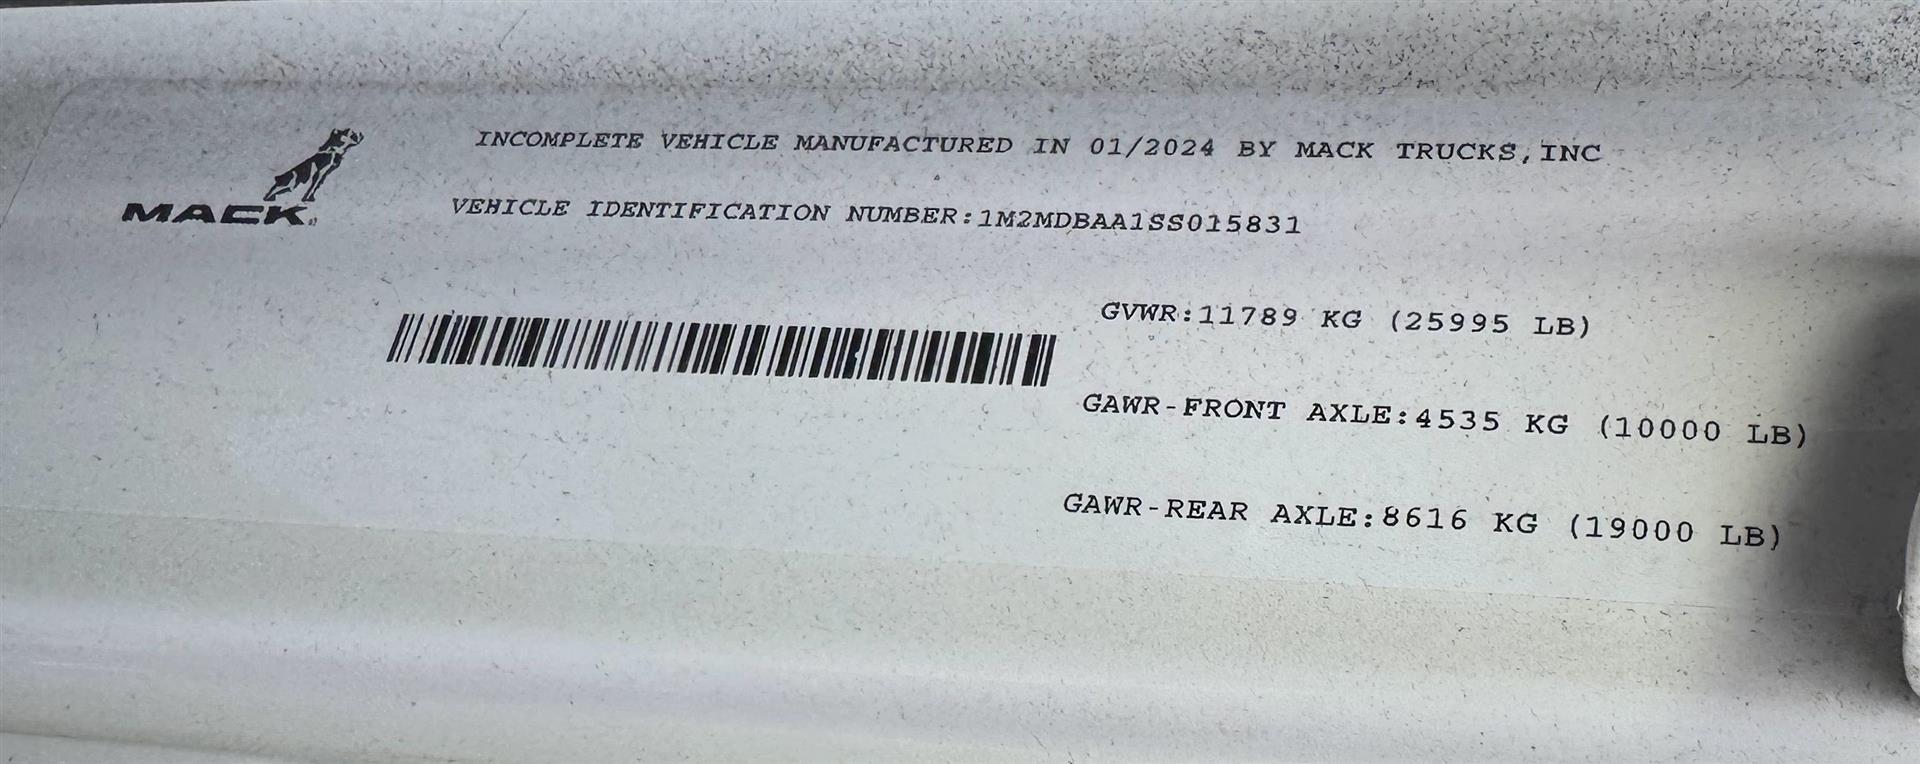 INCOMPLETE VEHICLE MANUFACTURED IN 01/2024 BY MACK TRUCKS,INC
MACK
VEHICLE IDENTIFICATION NUMBER:1M2MDBAA1SS015831
GVWR:11789 KG (25995 LB)
GAWR-FRONT AXLE:4535 KG (10000 LB)
GAWR-REAR AXLE:8616 KG (19000 LB)